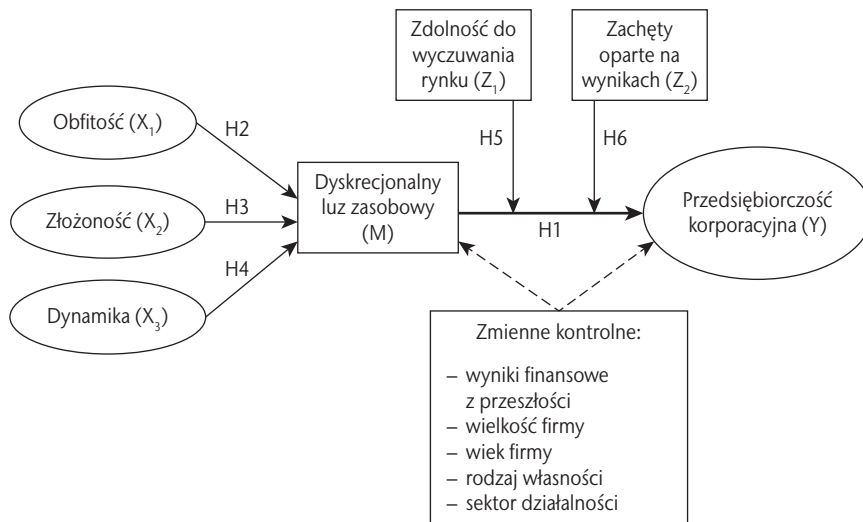 Zdolność do
wyczuwania
rynku (Z₁)
Zachęty
oparte na
wynikach (Z₂)
Obfitość (X₁)
H2
H5
H6
Złożoność (X₂)
H3
Dyskrecjonalny
luz zasobowy
(M)
H1
Przedsiębiorczość
korporacyjna (Y)
H4
Dynamika (X₃)
Zmienne kontrolne:
– wyniki finansowe
z przeszłości
– wielkość firmy
– wiek firmy
– rodzaj własności
– sektor działalności